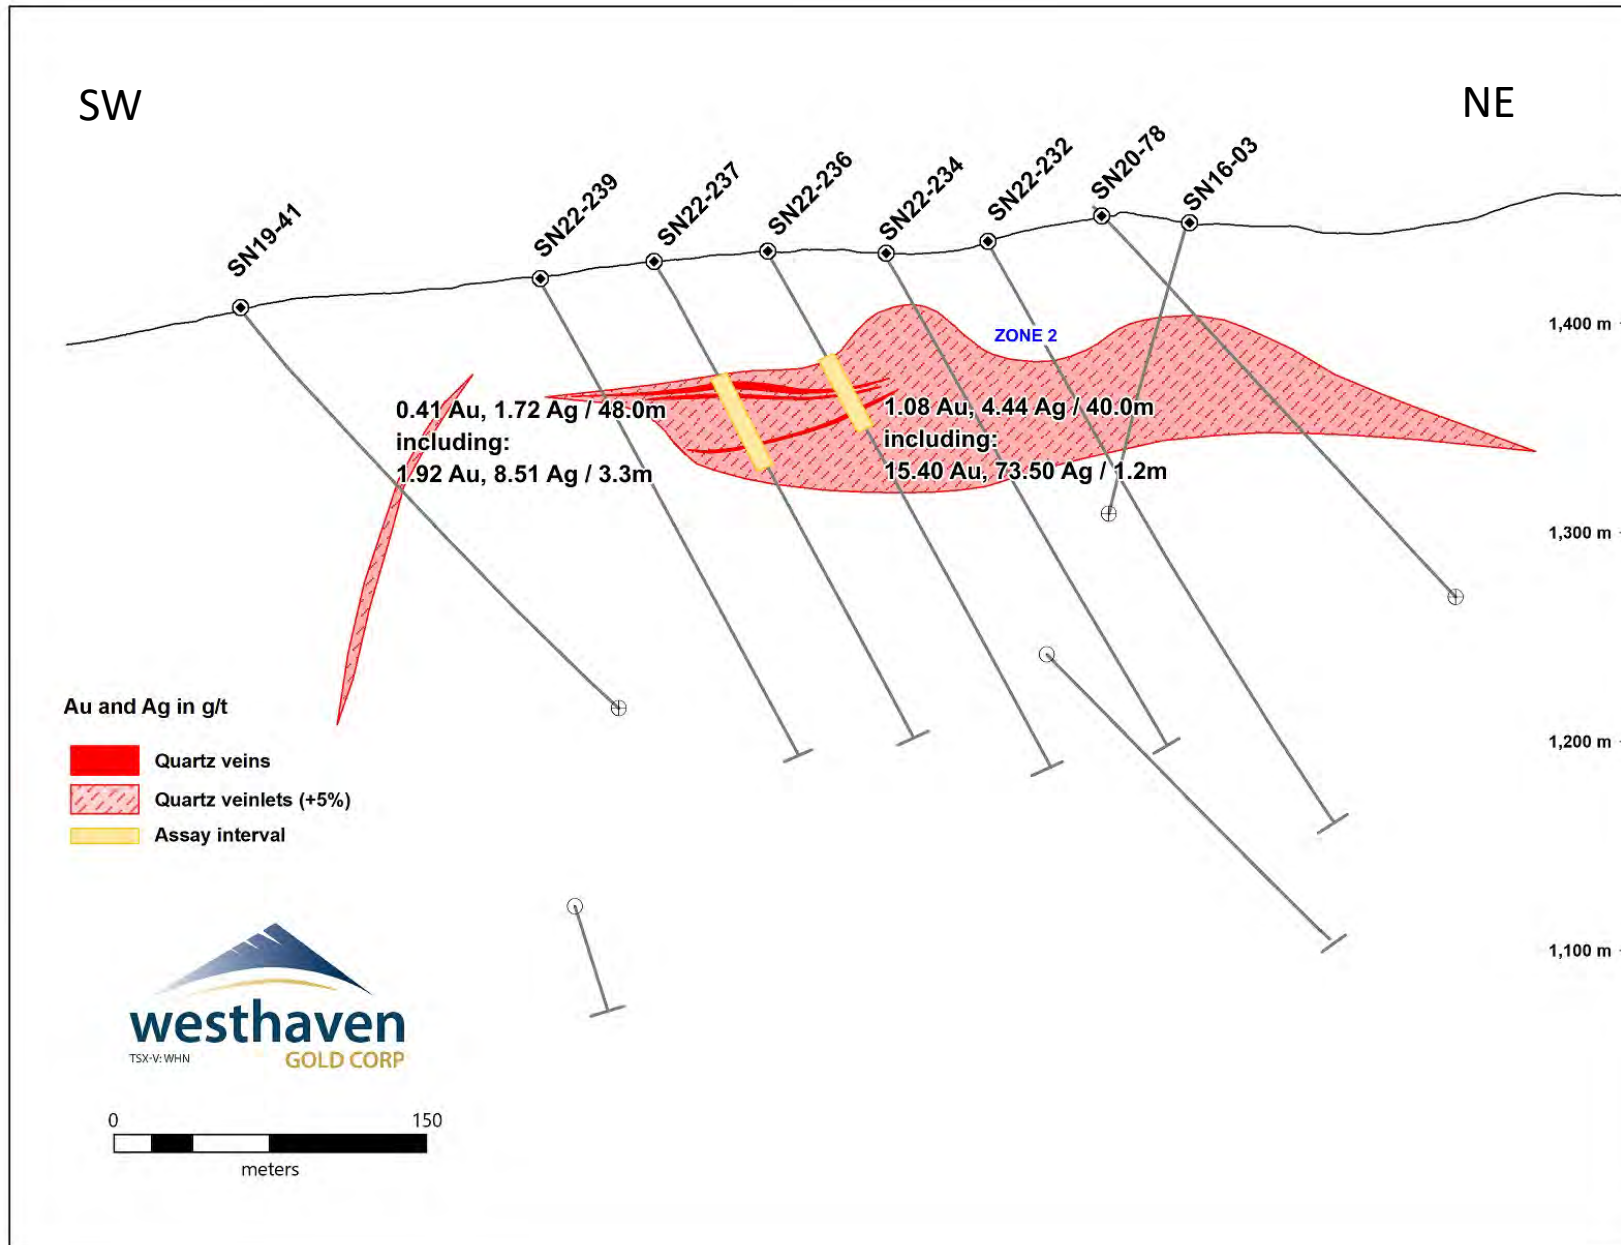 SW
NE
SN19-41
SN22-239
SN22-237
SN22-236
SN22-234
SN22-232
SN20-78
SN16-03
ZONE 2
1,400 m
0.41 Au, 1.72 Ag / 48.0m
including:
1.92 Au, 8.51 Ag / 3.3m
1.08 Au, 4.44 Ag / 40.0m
including:
15.40 Au, 73.50 Ag / 1.2m
1,300 m
1,200 m
1,100 m
Au and Ag in g/t
Quartz veins
Quartz veinlets (+5%)
Assay interval
westhaven
TSX-V: WHN
GOLD CORP
0 150
meters